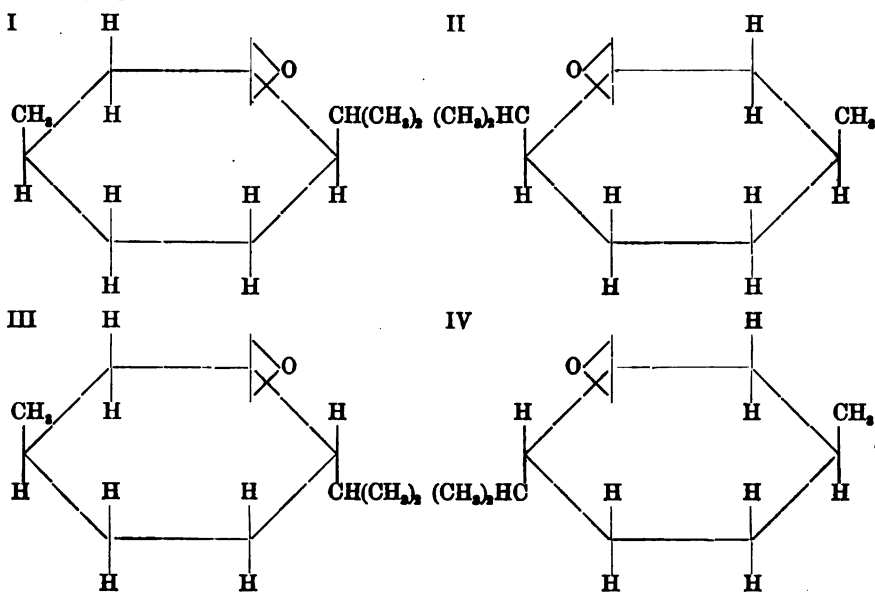 I H II H
O O
CH₃ H CH(CH₃)₂ (CH₃)₂HC H CH₃
H H H H H H H H
H H H H
III H IV H
O O
CH₃ H H H H CH₃
H H H CH(CH₃)₂ (CH₃)₂HC H H H
H H H H